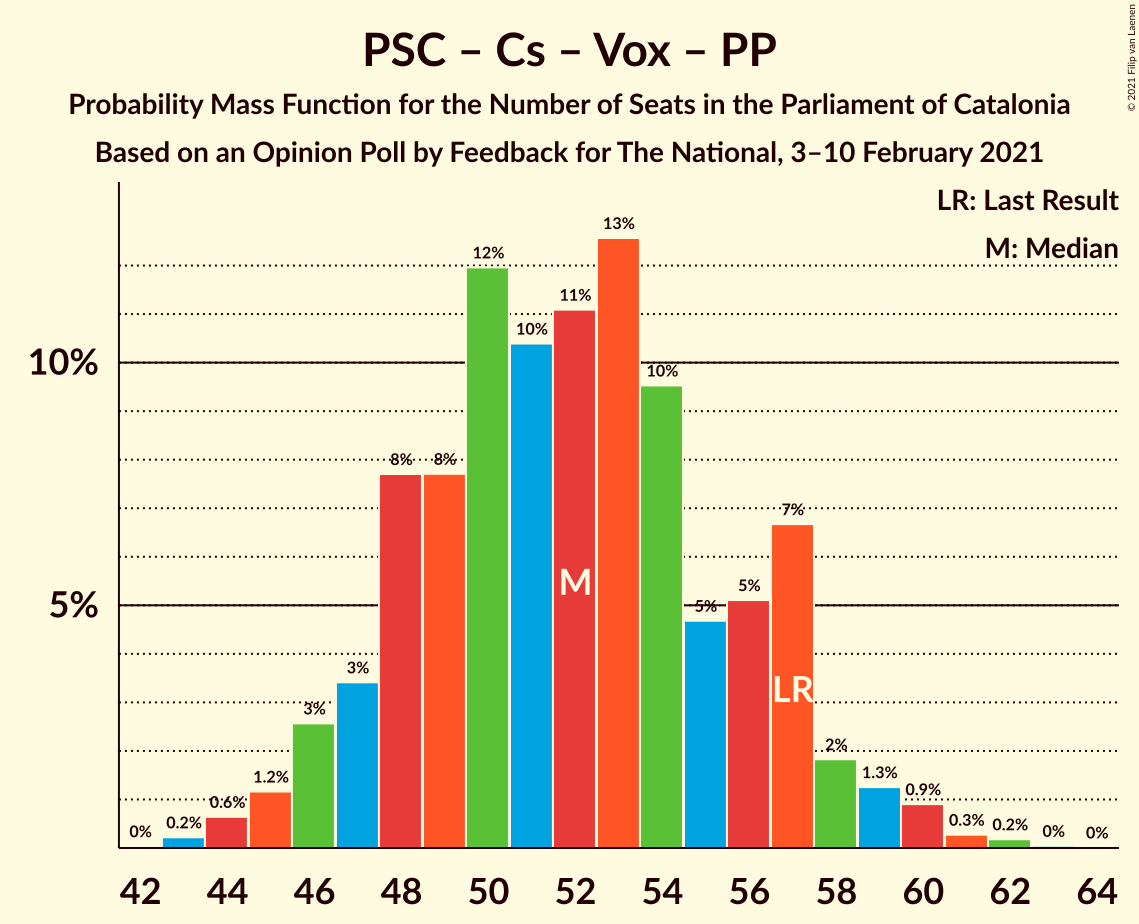 PSC – Cs – Vox – PP
Probability Mass Function for the Number of Seats in the Parliament of Catalonia
Based on an Opinion Poll by Feedback for The National, 3–10 February 2021
© 2021 Filip van Laenen
LR: Last Result
M: Median
10%
5%
0%
0.2%
0.6%
1.2%
3%
3%
8%
8%
12%
10%
11%
13%
10%
5%
5%
7%
2%
1.3%
0.9%
0.3%
0.2%
0%
0%
M
LR
42 44 46 48 50 52 54 56 58 60 62 64